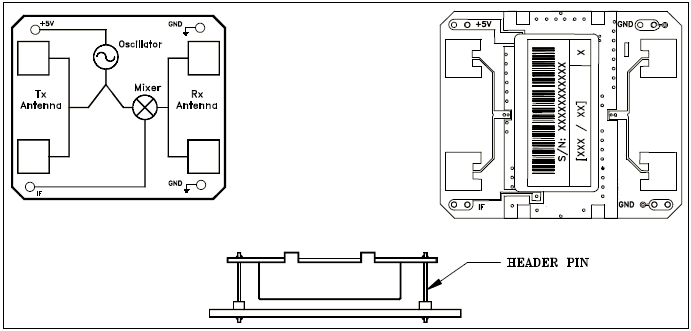 +5V
GND
Oscillator
Mixer
Tx
Antenna
Rx
Antenna
GND
IF
+5V
GND
X
XXXXXXXXXXX
S/N:
[XXX / XX]
IF
GND
HEADER PIN